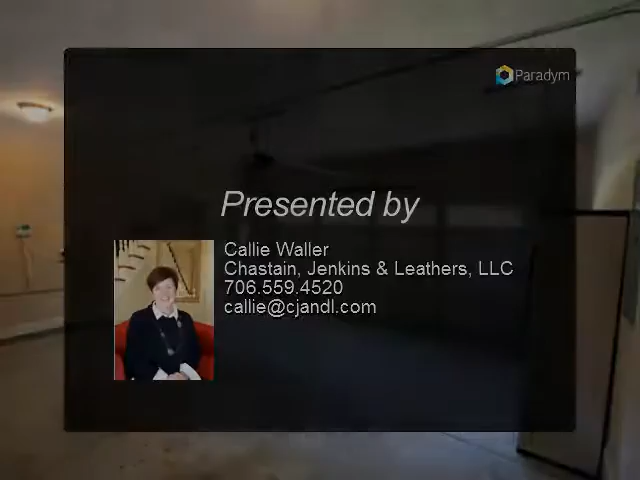 Paradym
Presented by
Callie Waller
Chastain, Jenkins & Leathers, LLC
706.559.4520
callie@cjandl.com